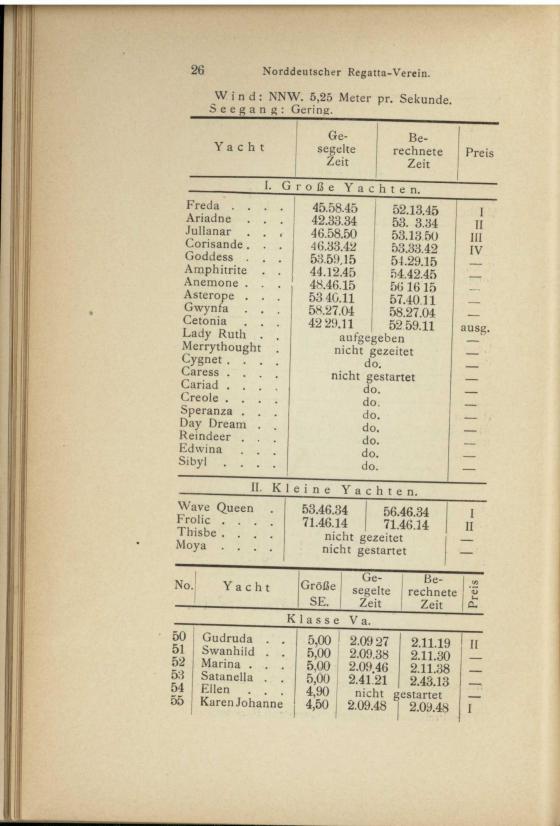 26 Norddeutscher Regatta-Verein.
Wind: NNW. 5,25 Meter pr. Sekunde.
Seegang: Gering.
Yacht | Ge-segelte Zeit | Be-rechnete Zeit | Preis
I. Große Yachten.
Freda . . . . 45.58.45 52.13.45 I
Ariadne . . . 42.33.34 53. 3.34 II
Jullanar . . . 46.58.50 53.13 50 III
Corisande . . . 46.33.42 53.33.42 IV
Goddess . . . 53.59,15 54.29.15 —
Amphitrite . . 44.12.45 54.42.45 —
Anemone . . . 48.46.15 56 16 15 —
Asterope . . . 53 40.11 57.40.11 —
Gwynfa . . . 58.27.04 58.27.04 —
Cetonia . . . 42 29.11 52 59.11 ausg.
Lady Ruth . . aufgegeben —
Merrythought . nicht gezeitet —
Cygnet . . . . do. —
Caress . . . . nicht gestartet —
Cariad . . . . do. —
Creole . . . . do. —
Speranza . . . do. —
Day Dream . . do. —
Reindeer . . . do. —
Edwina . . . do. —
Sibyl . . . . do. —
II. Kleine Yachten.
Wave Queen . 53.46.34 56.46.34 I
Frolic . . . . 71.46.14 71.46.14 II
Thisbe . . . . nicht gezeitet —
Moya . . . . nicht gestartet —
No. | Yacht | Größe SE. | Ge-segelte Zeit | Be-rechnete Zeit | Preis
Klasse Va.
50 Gudruda . . 5,00 2.09 27 2.11.19 II
51 Swanhild . . 5,00 2.09.38 2.11.30 —
52 Marina . . . 5,00 2.09.46 2.11.38 —
53 Satanella . . 5,00 2.41.21 2.43.13 —
54 Ellen . . . 4,90 nicht gestartet —
55 Karen Johanne 4,50 2.09.48 2.09.48 I